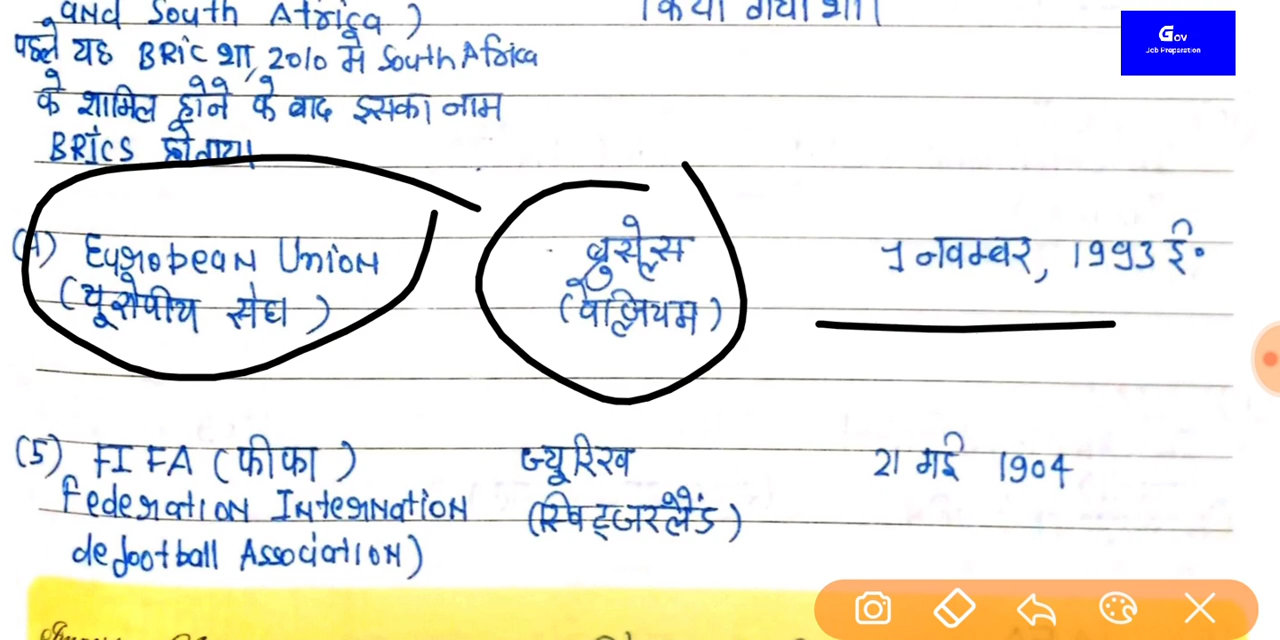 and South Africa)
किया गया था।
पहले यह BRIC था, 2010 में South Africa
के शामिल होने के बाद इसका नाम
BRICS हो गया।
(4) European Union
(यूरोपीय संघ)
ब्रुसेल्स
(वेल्जियम)
1 नवम्बर, 1993 ई॰
(5) FIFA (फीफा)
Federation International
de football Association)
ज्यूरिख
(स्विट्जरलैंड)
21 मई 1904
Gov
Job Preparation